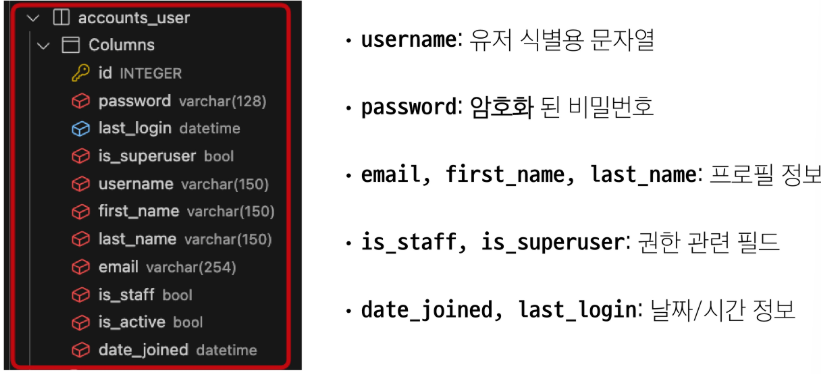 accounts_user
Columns
id INTEGER
password varchar(128)
last_login datetime
is_superuser bool
username varchar(150)
first_name varchar(150)
last_name varchar(150)
email varchar(254)
is_staff bool
is_active bool
date_joined datetime
• username: 유저 식별용 문자열
• password: 암호화 된 비밀번호
• email, first_name, last_name: 프로필 정보
• is_staff, is_superuser: 권한 관련 필드
• date_joined, last_login: 날짜/시간 정보